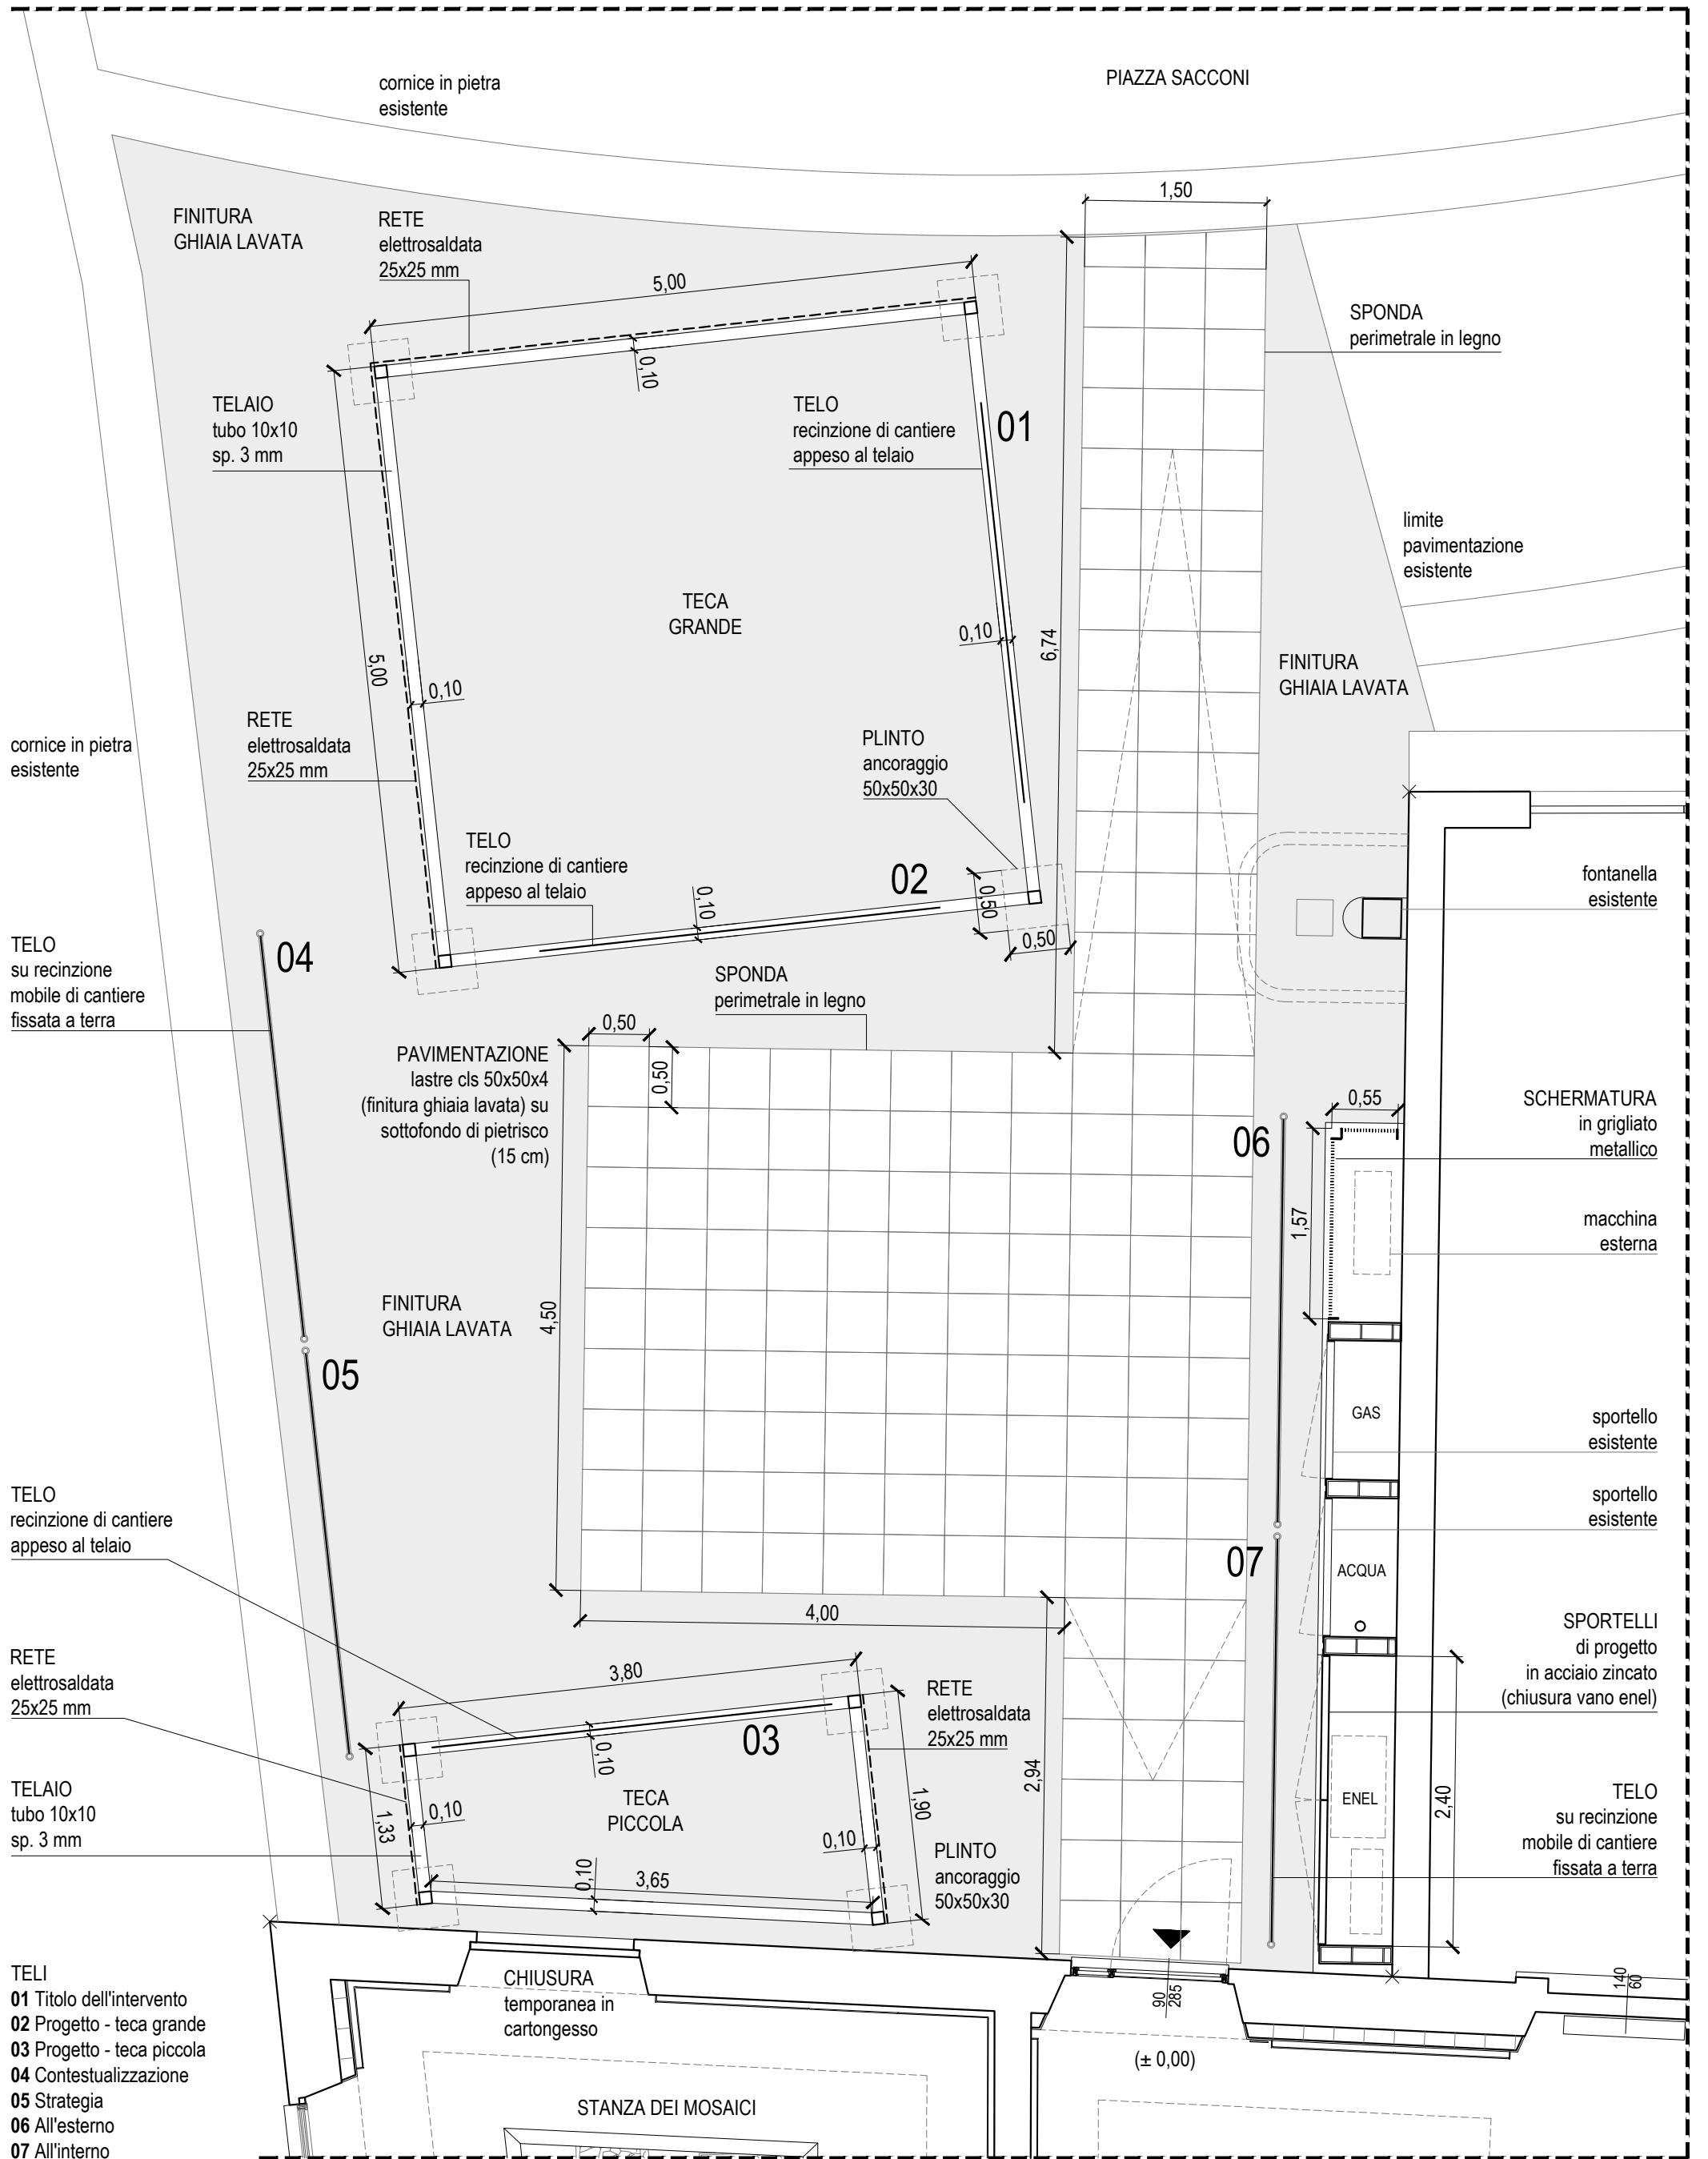 cornice in pietra
esistente
PIAZZA SACCONI
1,50
FINITURA
GHIAIA LAVATA
RETE
elettrosaldata
25x25 mm
5,00
0,10
SPONDA
perimetrale in legno
TELAIO
tubo 10x10
sp. 3 mm
TELO
recinzione di cantiere
appeso al telaio
01
limite
pavimentazione
esistente
TECA
GRANDE
0,10
6,74
5,00
0,10
FINITURA
GHIAIA LAVATA
RETE
elettrosaldata
25x25 mm
cornice in pietra
esistente
PLINTO
ancoraggio
50x50x30
TELO
recinzione di cantiere
appeso al telaio
0,10
02
0,50
0,50
fontanella
esistente
TELO
su recinzione
mobile di cantiere
fissata a terra
04
SPONDA
perimetrale in legno
0,50
0,50
PAVIMENTAZIONE
lastre cls 50x50x4
(finitura ghiaia lavata) su
sottofondo di pietrisco
(15 cm)
06
0,55
SCHERMATURA
in grigliato
metallico
1,57
macchina
esterna
FINITURA
GHIAIA LAVATA
4,50
05
GAS
sportello
esistente
sportello
esistente
TELO
recinzione di cantiere
appeso al telaio
07
ACQUA
4,00
SPORTELLI
di progetto
in acciaio zincato
(chiusura vano enel)
RETE
elettrosaldata
25x25 mm
3,80
RETE
elettrosaldata
25x25 mm
03
0,10
2,94
TELAIO
tubo 10x10
sp. 3 mm
1,33
0,10
TECA
PICCOLA
1,90
0,10
ENEL
2,40
TELO
su recinzione
mobile di cantiere
fissata a terra
0,10
3,65
PLINTO
ancoraggio
50x50x30
TELI
01 Titolo dell'intervento
02 Progetto - teca grande
03 Progetto - teca piccola
04 Contestualizzazione
05 Strategia
06 All'esterno
07 All'interno
CHIUSURA
temporanea in
cartongesso
90
285
140
60
(± 0,00)
STANZA DEI MOSAICI